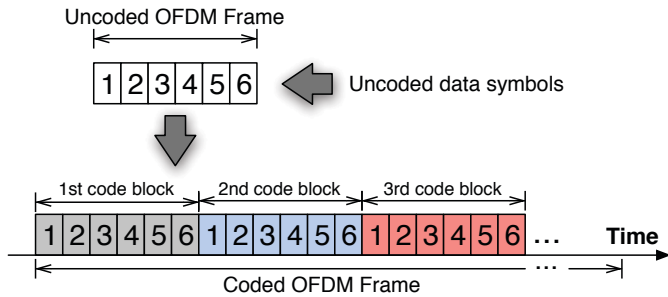 Uncoded OFDM Frame
1 2 3 4 5 6
Uncoded data symbols
1st code block 2nd code block 3rd code block
1 2 3 4 5 6 1 2 3 4 5 6 1 2 3 4 5 6 ... Time
...
Coded OFDM Frame